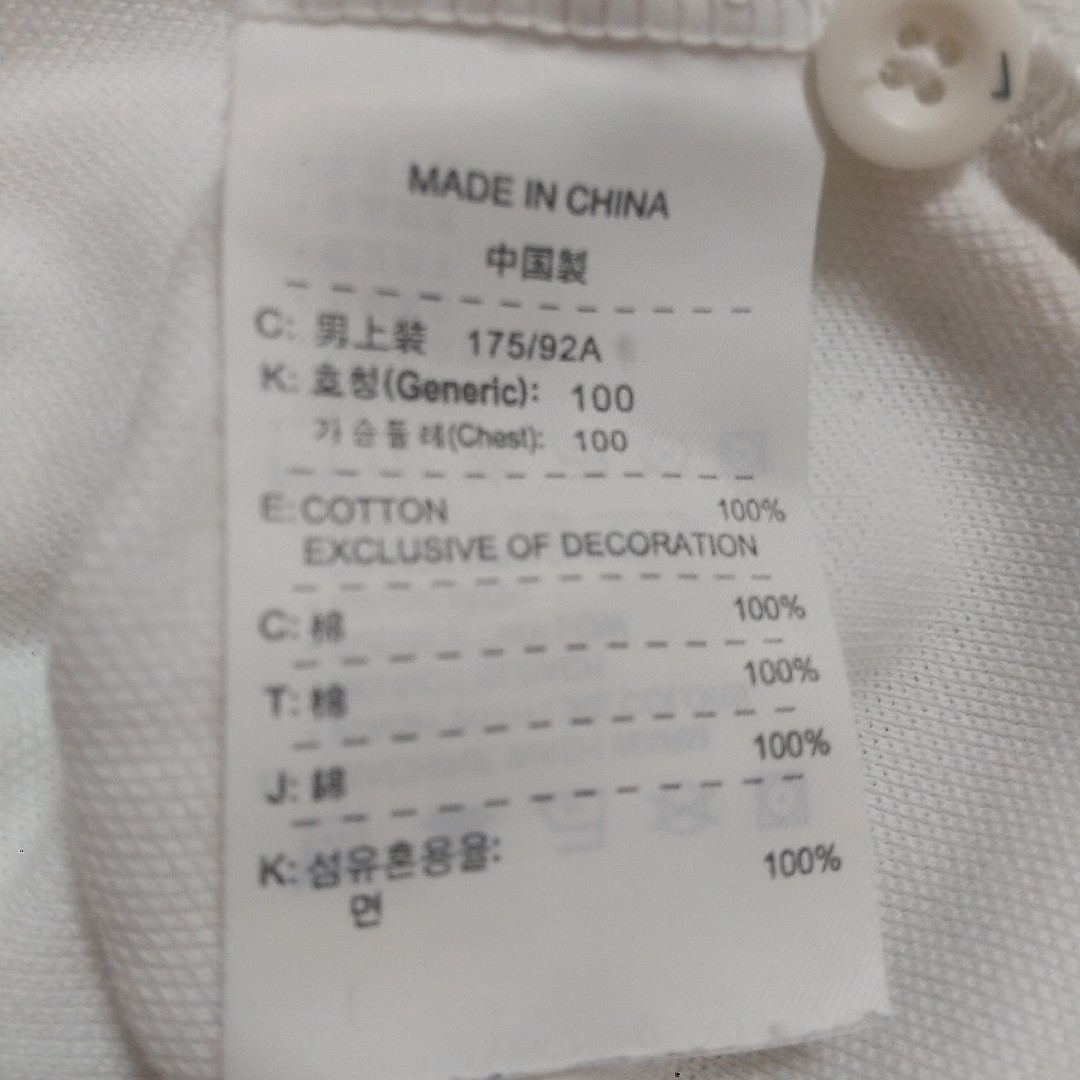 MADE IN CHINA
中国製
C: 男上装 175/92A
K: 호칭(Generic): 100
가슴둘레(Chest): 100
E: COTTON 100%
EXCLUSIVE OF DECORATION
C: 棉 100%
T: 棉 100%
J: 綿 100%
K: 섬유혼용율: 100%
면